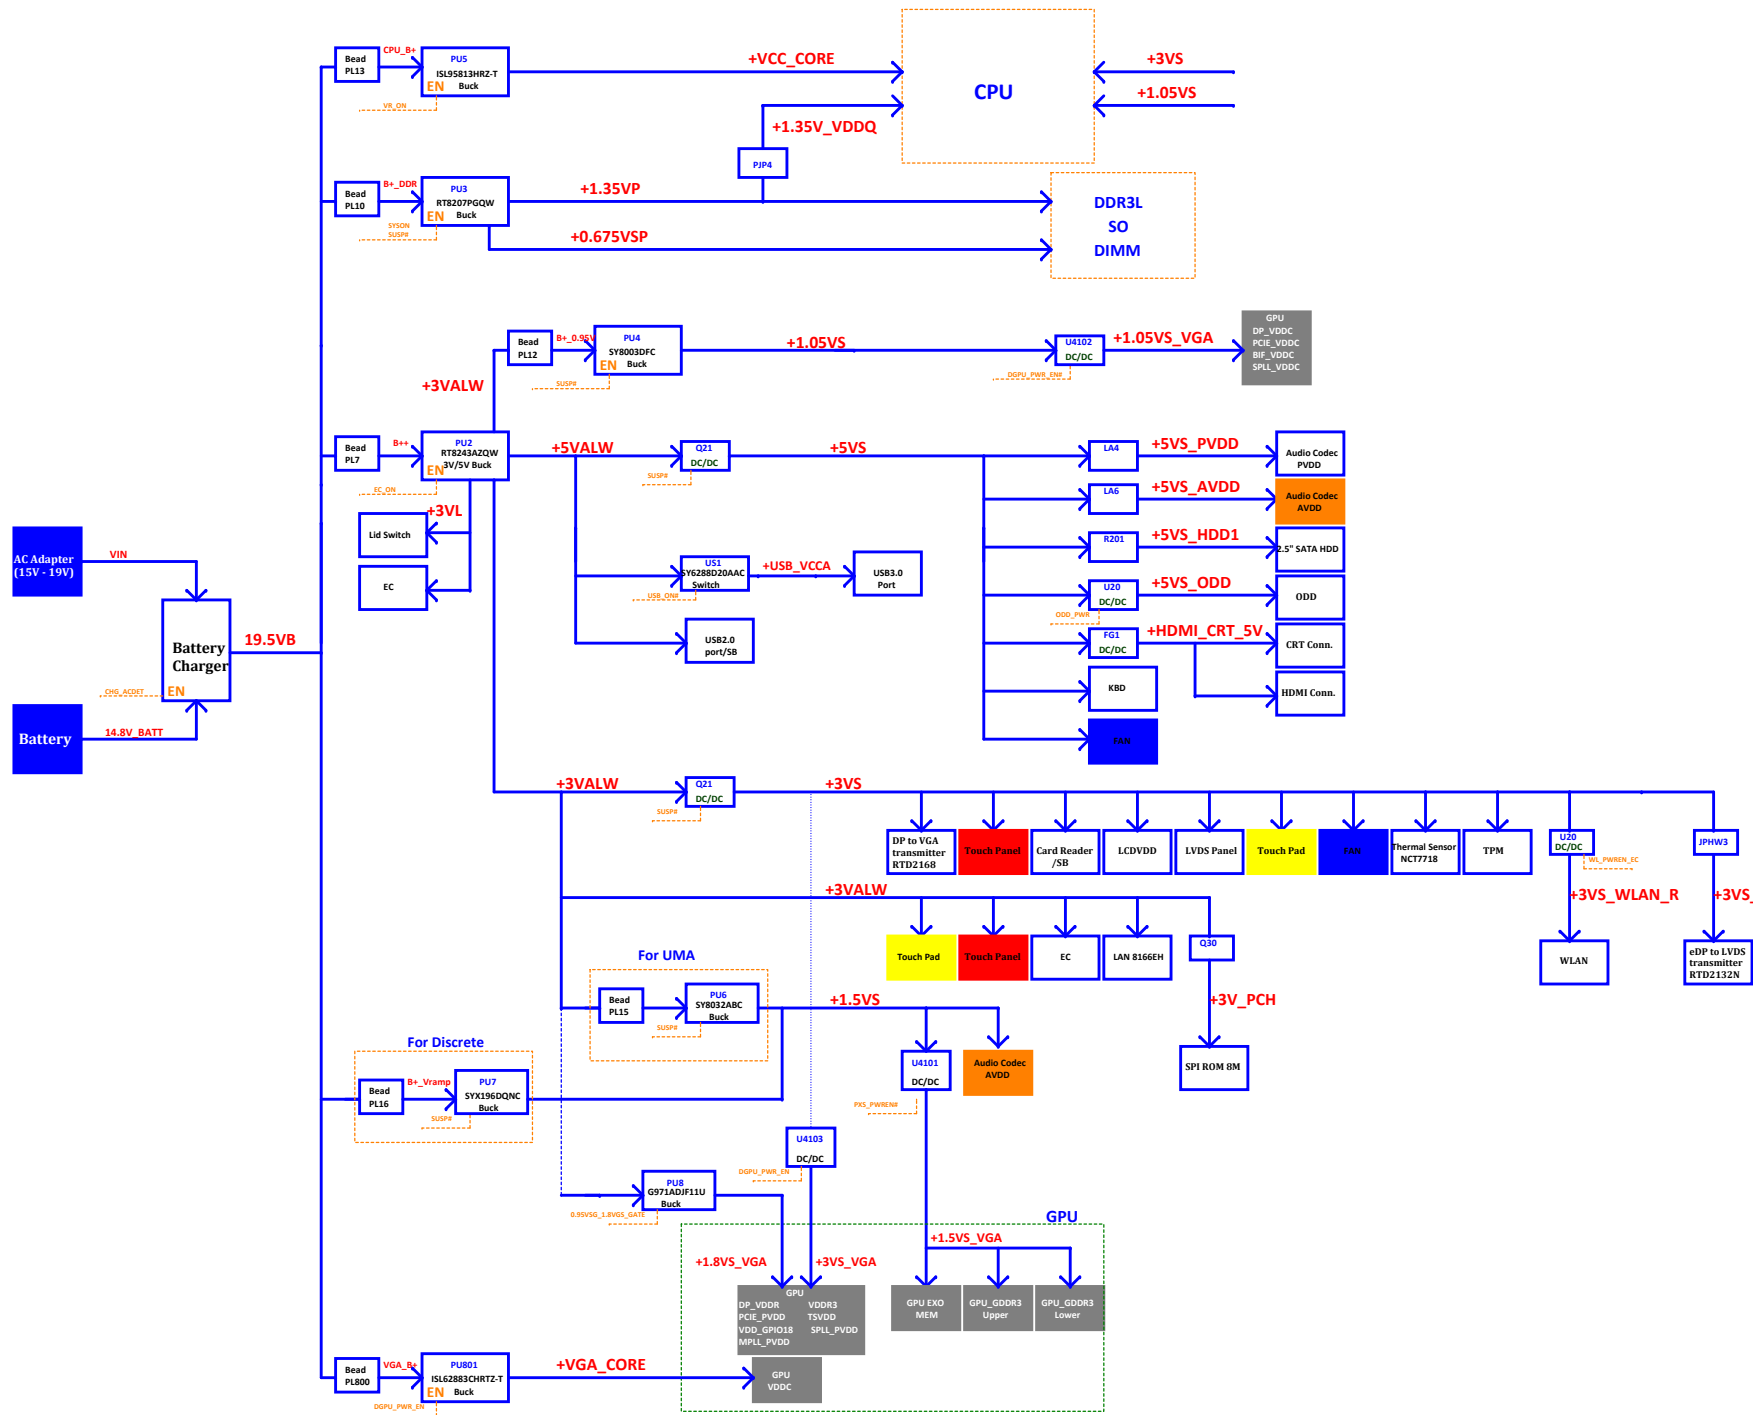 CPU_B+
Bead
PL13
PU5
ISL95813HRZ-T
EN
Buck
VR_ON
+VCC_CORE
CPU
+3VS
+1.05VS
+1.35V_VDDQ
PJP4
B+_DDR
Bead
PL10
PU3
RT8207PGQW
EN
Buck
SYSON
SUSP#
+1.35VP
+0.675VSP
DDR3L
SO
DIMM
Bead
PL12
B+_0.95V
PU4
SY8003DFC
EN
Buck
SUSP#
+1.05VS
U4102
DC/DC
DGPU_PWR_EN#
+1.05VS_VGA
GPU
DP_VDDC
PCIE_VDDC
BIF_VDDC
SPLL_VDDC
+3VALW
B++
Bead
PL7
PU2
RT8243AZQW
3V/5V Buck
EN
EC_ON
+5VALW
Q21
DC/DC
SUSP#
+5VS
LA4
+5VS_PVDD
Audio Codec
PVDD
LA6
+5VS_AVDD
Audio Codec
AVDD
R201
+5VS_HDD1
2.5" SATA HDD
U20
DC/DC
ODD_PWR
+5VS_ODD
ODD
FG1
DC/DC
+HDMI_CRT_5V
CRT Conn.
HDMI Conn.
KBD
FAN
+3VL
Lid Switch
EC
US1
SY6288D20AAC
Switch
USB_ON#
+USB_VCCA
USB3.0
Port
USB2.0
port/SB
AC Adapter
(15V - 19V)
VIN
Battery
Charger
EN
CHG_ACDET
19.5VB
Battery
14.8V_BATT
+3VALW
Q21
DC/DC
SUSP#
+3VS
DP to VGA
transmitter
RTD2168
Touch Panel
Card Reader
/SB
LCDVDD
LVDS Panel
Touch Pad
FAN
Thermal Sensor
NCT7718
TPM
U20
DC/DC
WL_PWREN_EC
+3VS_WLAN_R
WLAN
JPHW3
+3VS_
eDP to LVDS
transmitter
RTD2132N
+3VALW
Touch Pad
Touch Panel
EC
LAN 8166EH
Q30
+3V_PCH
SPI ROM 8M
For UMA
Bead
PL15
PU6
SY8032ABC
Buck
SUSP#
+1.5VS
U4101
DC/DC
PXS_PWREN#
Audio Codec
AVDD
For Discrete
Bead
PL16
B+_Vramp
PU7
SYX196DQNC
Buck
SUSP#
U4103
DC/DC
DGPU_PWR_EN
PU8
G971ADJF11U
Buck
0.95VSG_1.8VGS_GATE
GPU
+1.8VS_VGA
+3VS_VGA
+1.5VS_VGA
GPU
DP_VDDR VDDR3
PCIE_PVDD TSVDD
VDD_GPIO18 SPLL_PVDD
MPLL_PVDD
GPU EXO
MEM
GPU_GDDR3
Upper
GPU_GDDR3
Lower
VGA_B+
Bead
PL800
PU801
ISL62883CHRTZ-T
EN
Buck
DGPU_PWR_EN
+VGA_CORE
GPU
VDDC